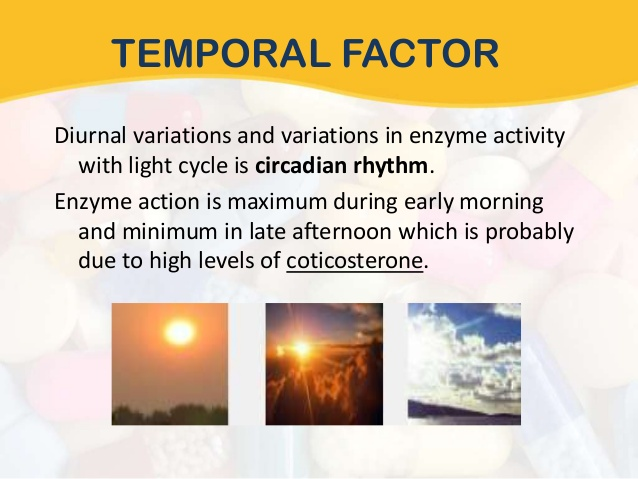 TEMPORAL FACTOR
Diurnal variations and variations in enzyme activity
with light cycle is circadian rhythm.
Enzyme action is maximum during early morning
and minimum in late afternoon which is probably
due to high levels of coticosterone.